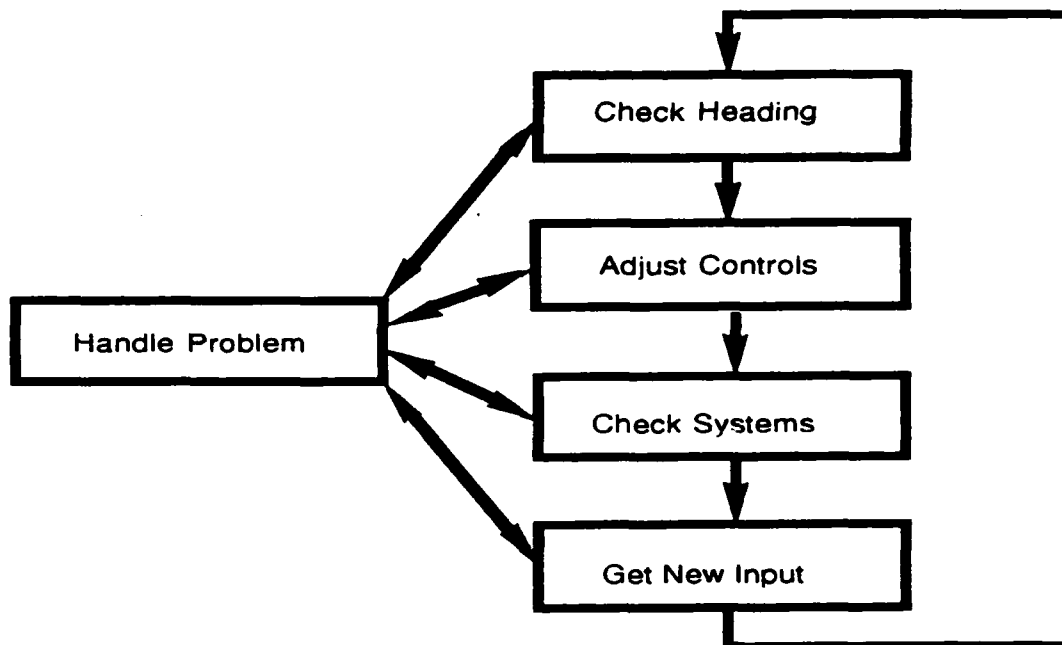 Check Heading
Adjust Controls
Handle Problem
Check Systems
Get New Input